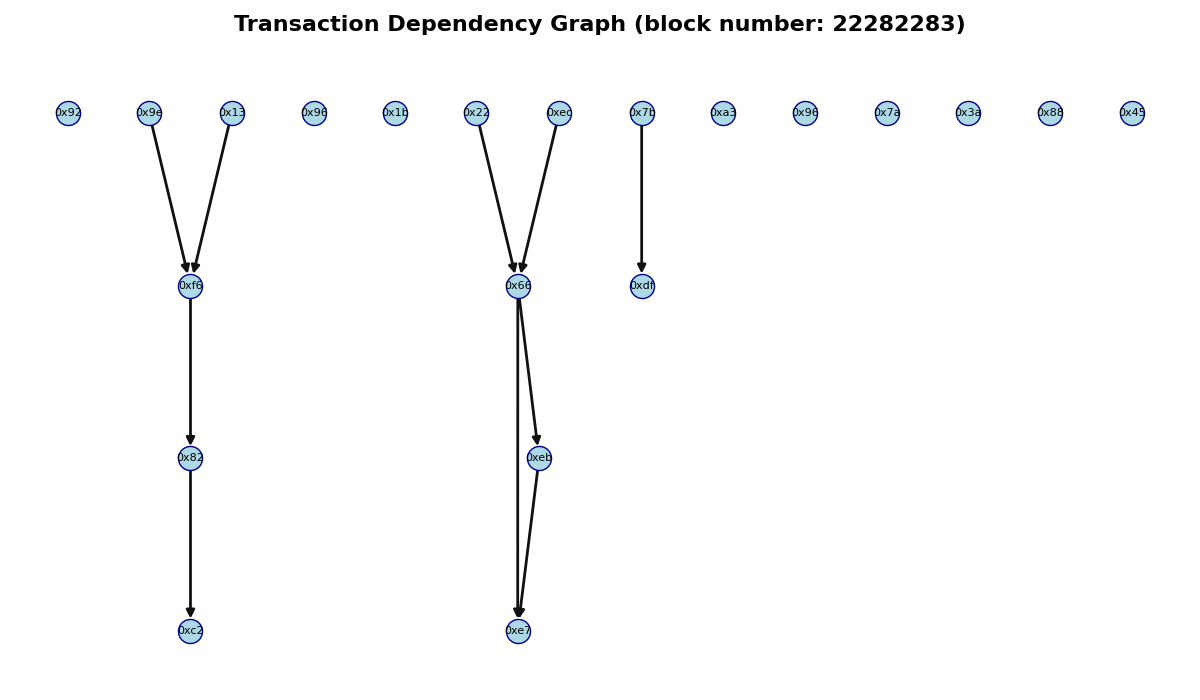 Transaction Dependency Graph (block number: 22282283)
0x92 0x9e 0x13 0x96 0x1b 0x22 0xec 0x7b 0xa3 0x96 0x7a 0x3a 0x88 0x45
0xf6 0x66 0xdf
0x82 0xeb
0xc2 0xe7